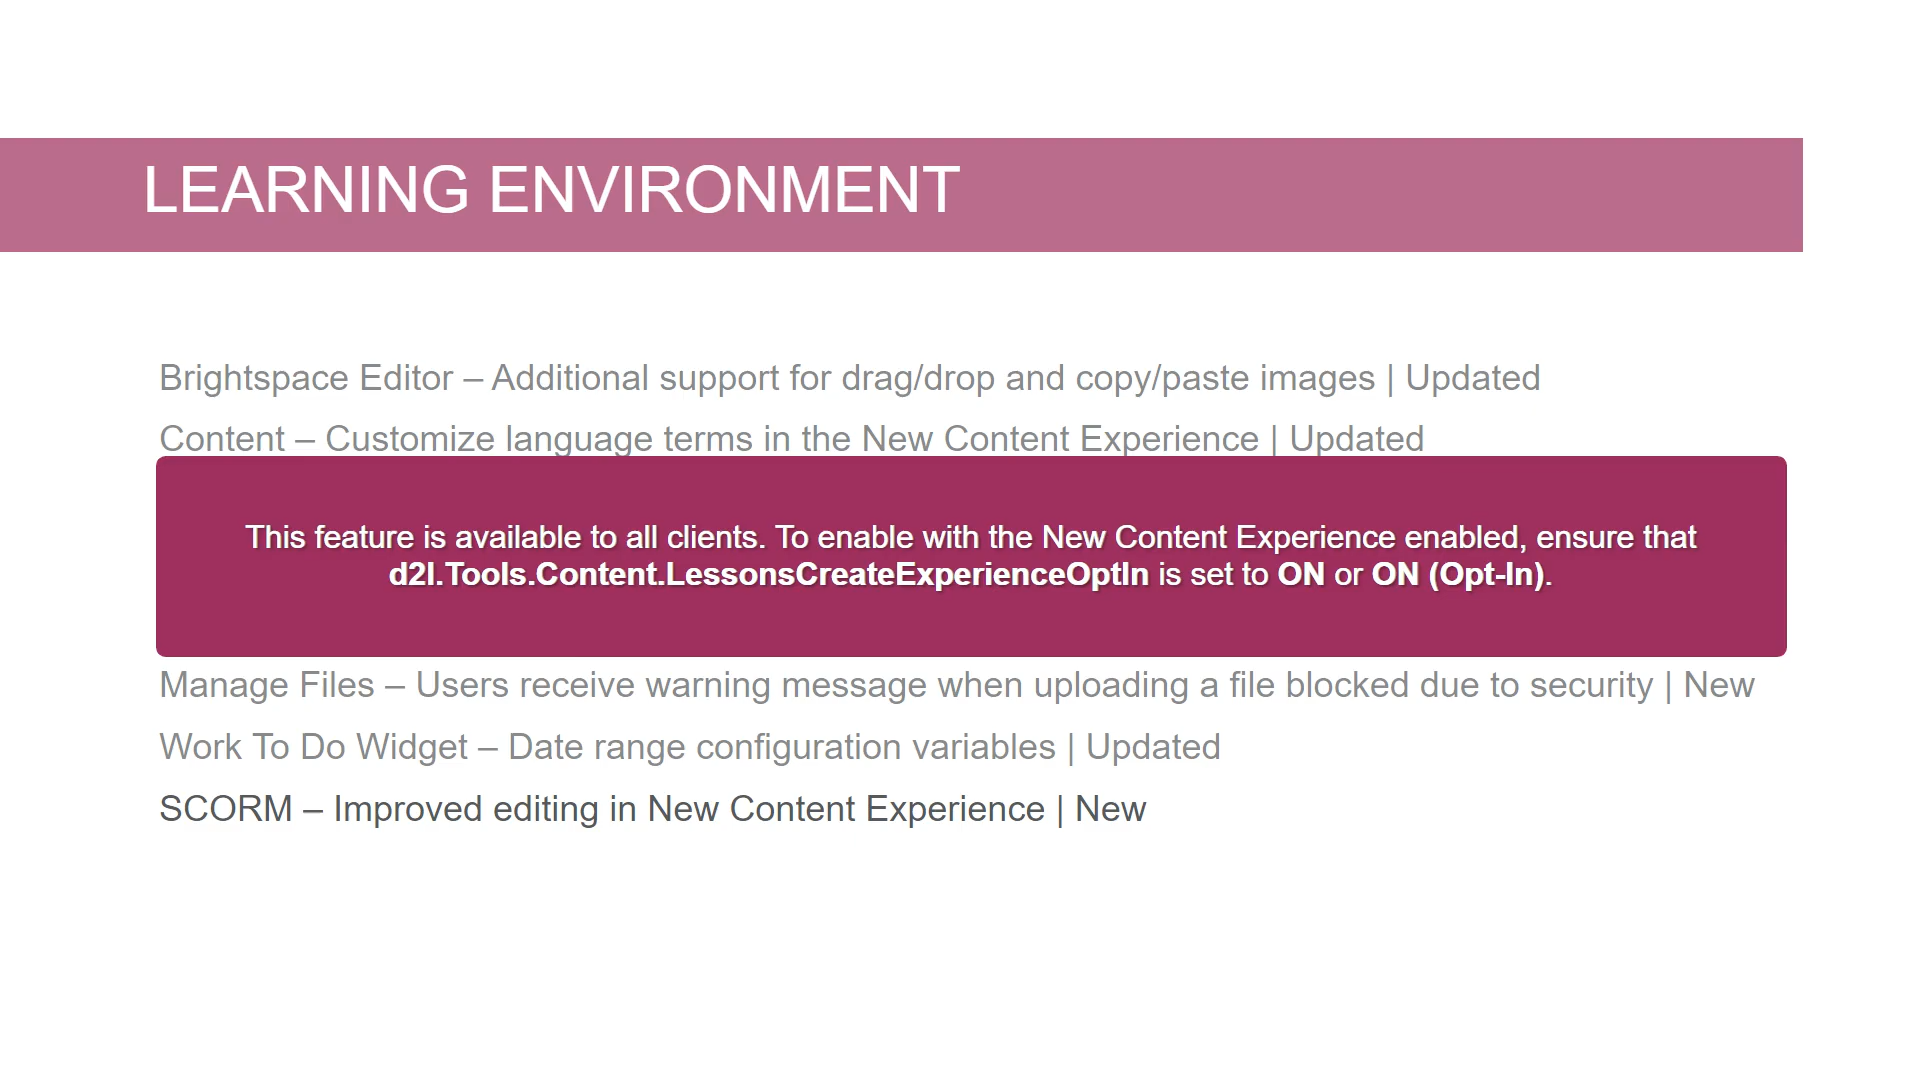 LEARNING ENVIRONMENT
Brightspace Editor – Additional support for drag/drop and copy/paste images | Updated
Content – Customize language terms in the New Content Experience | Updated
This feature is available to all clients. To enable with the New Content Experience enabled, ensure that
d2l.Tools.Content.LessonsCreateExperienceOptIn is set to ON or ON (Opt-In).
Manage Files – Users receive warning message when uploading a file blocked due to security | New
Work To Do Widget – Date range configuration variables | Updated
SCORM – Improved editing in New Content Experience | New